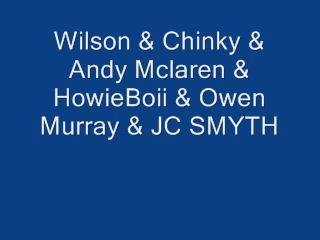 Wilson & Chinky &
Andy Mclaren &
HowieBoii & Owen
Murray & JC SMYTH